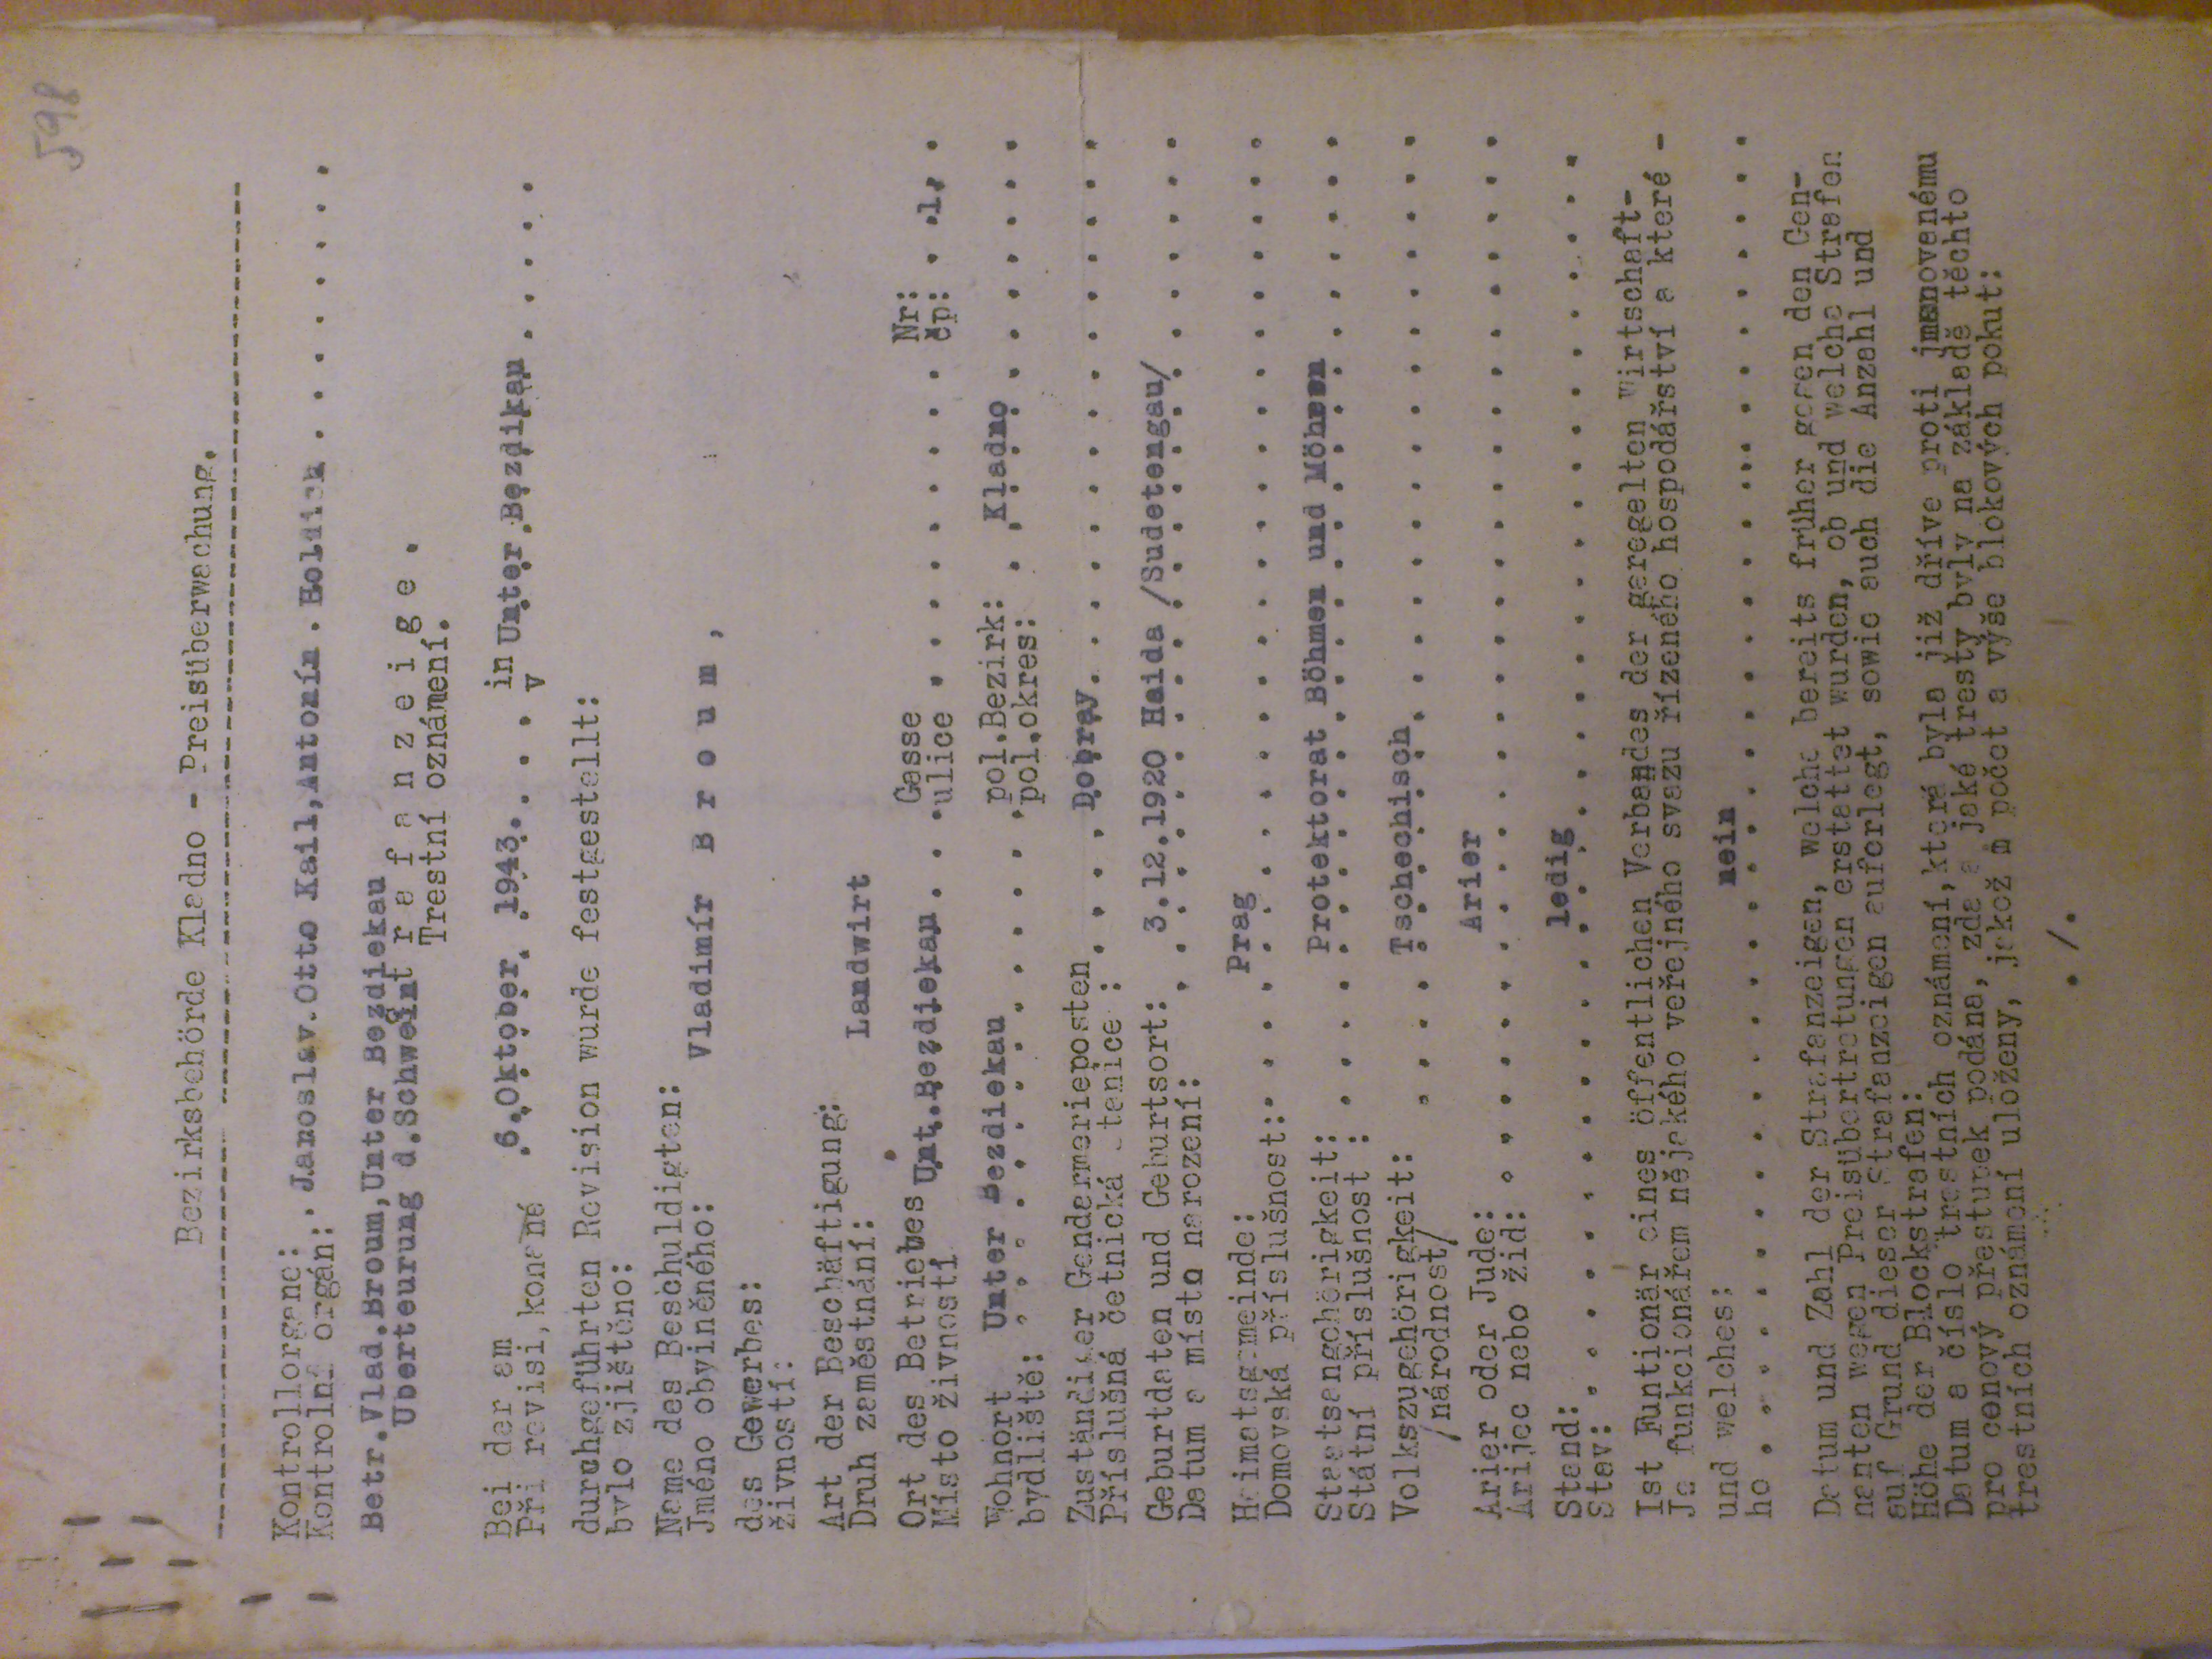 598
Bezirksbehörde Kladno - Preisüberwachung.
Kontrollorgane:
Kontrolní orgán: . Jaroslav.Otto Kail,Antonín . Holdich . . . . . . . .
Betr.Vlad.Broum,Unter Bezdiekau
Uberteurung d.Schwein
S t r a f a n z e i g e .
Trestní oznámení.
Bei der am
Při revisi,konané 6.Oktober 1943. . . . in Unter Bezdikau . . . . .
v
durchgeführten Revision wurde festgestellt:
bylo zjištěno:
Name des Beschuldigten:
Jméno obviněného: Vladimír B r o u m ,
des Gewerbes:
živností:
Art der Beschäftigung:
Druh zaměstnání: Landwirt
Ort des Betriebes Unt.Bezdiekau . . . Gasse . . . . . . . . . Nr: . .1, .
Místo živností ulice čp:
Wohnort Unter Bezdiekau pol.Bezirk: Kladno
bydliště: . . . . . . . . . . . . . . pol.okres: . . . . . . . . . . . .
Zuständiger Gendarmerieposten . . . . Dobray. . . . . . . . . . . . . . .
Příslušná četnická stanice :
Geburtdaten und Geburtsort: 3.12.1920 Haida /Sudetengau/ . . . . . .
Datum a místo narození:
Heimatsgemeinde: Prag
Domovská příslušnost: . . . . . . . . . . . . . . . . . . . . . . . . . .
Staatsangehörigkeit: Protektorat Böhmen und Möhren
Státní příslušnost : . . . . . . . . . . . . . . . . . . . . . . . . . .
Volkszugehörigkeit: . . . . Tschechisch. . . . . . . . . . . . . . . .
/národnost/
Arier oder Jude: Arier
Arijec nebo žid: . . . . . . . . . . . . . . . . . . . . . . . . . . . .
Stand: ledig
Stav: . . . . . . . . . . . . . . . . . . . . . . . . . . . . . . . . .
Ist Funtionär eines öffentlichen Verbandes der geregelten Wirtschaft-
Je funkcionářem nějakého veřejného svazu řízeného hospodářství a které -
und welches: nein
ho . . . . . . . . . . . . . . . . . . . . . . . . . . . . . . . . . . .
Datum und Zahl der Strafanzeigen, welche bereits früher gegen den Gen-
nanten wegen Preisübertretungen erstattet wurden, ob und welche Strafen
auf Grund dieser Strafanzeigen auferlegt, sowie auch die Anzahl und
Höhe der Blockstrafen:
Datum a číslo trestních oznámení,která byla již dříve proti jmenovanému
pro cenový přestupek podána, zda a jaké tresty byly na základě těchto
trestních oznámení uloženy, jakož i počet a výše blokových pokut:
. / .